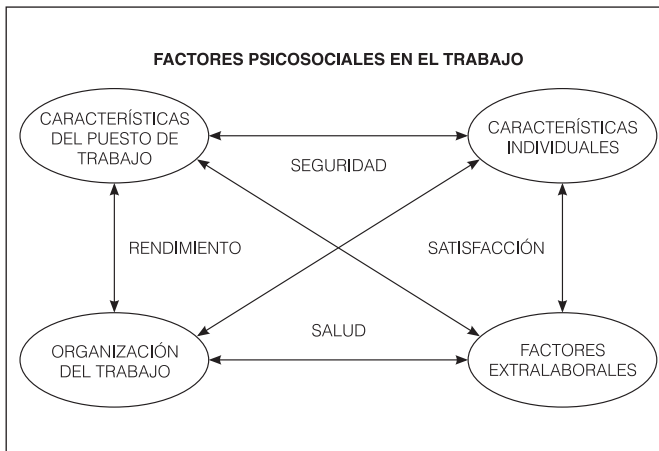 FACTORES PSICOSOCIALES EN EL TRABAJO
CARACTERÍSTICAS
DEL PUESTO DE
TRABAJO
CARACTERÍSTICAS
INDIVIDUALES
SEGURIDAD
RENDIMIENTO
SATISFACCIÓN
SALUD
ORGANIZACIÓN
DEL TRABAJO
FACTORES
EXTRALABORALES